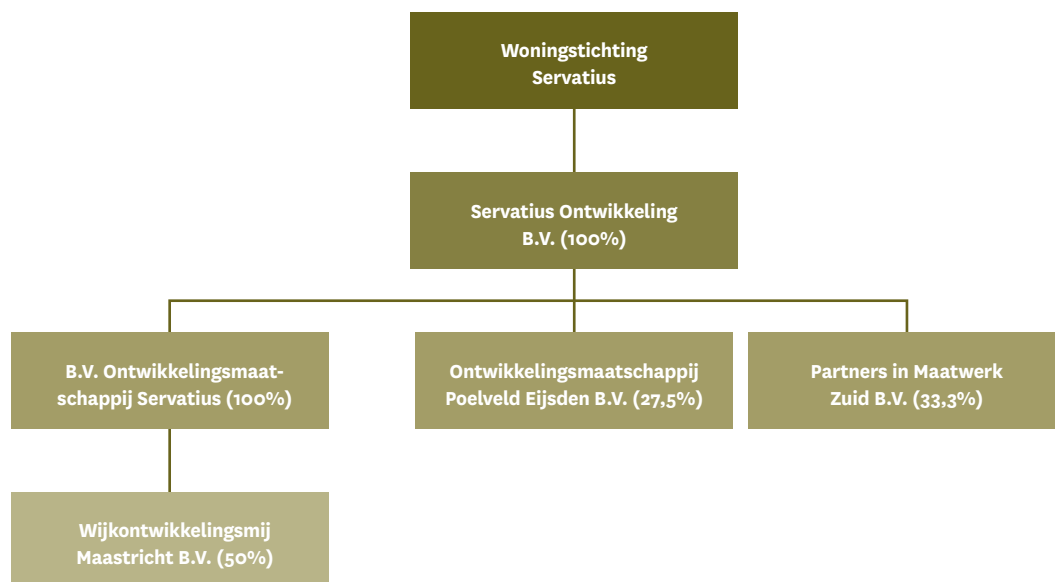 Woningstichting
Servatius
Servatius Ontwikkeling
B.V. (100%)
B.V. Ontwikkelingsmaat-
schappij Servatius (100%)
Ontwikkelingsmaatschappij
Poelveld Eijsden B.V. (27,5%)
Partners in Maatwerk
Zuid B.V. (33,3%)
Wijkontwikkelingsmij
Maastricht B.V. (50%)